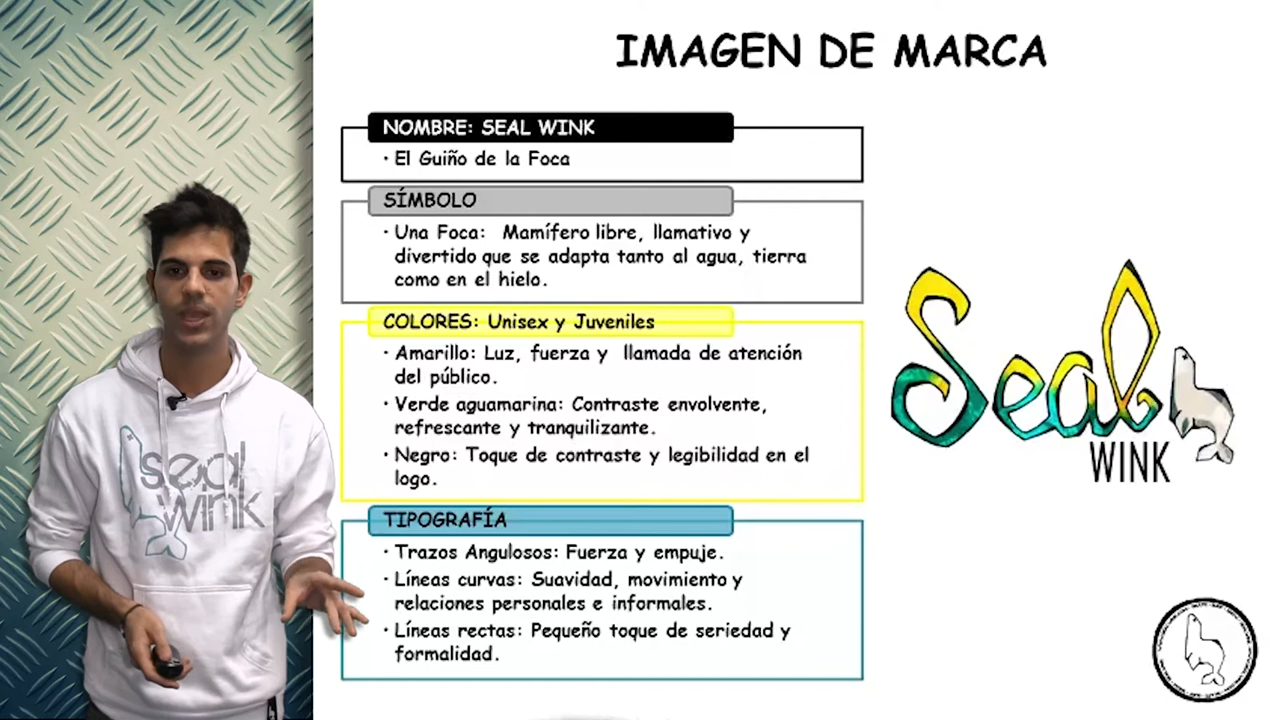 IMAGEN DE MARCA
NOMBRE: SEAL WINK
• El Guiño de la Foca
SÍMBOLO
• Una Foca: Mamífero libre, llamativo y
divertido que se adapta tanto al agua, tierra
como en el hielo.
COLORES: Unisex y Juveniles
• Amarillo: Luz, fuerza y llamada de atención
del público.
• Verde aguamarina: Contraste envolvente,
refrescante y tranquilizante.
• Negro: Toque de contraste y legibilidad en el
logo.
TIPOGRAFÍA
• Trazos Angulosos: Fuerza y empuje.
• Líneas curvas: Suavidad, movimiento y
relaciones personales e informales.
• Líneas rectas: Pequeño toque de seriedad y
formalidad.
Seal
WINK
seal
wink